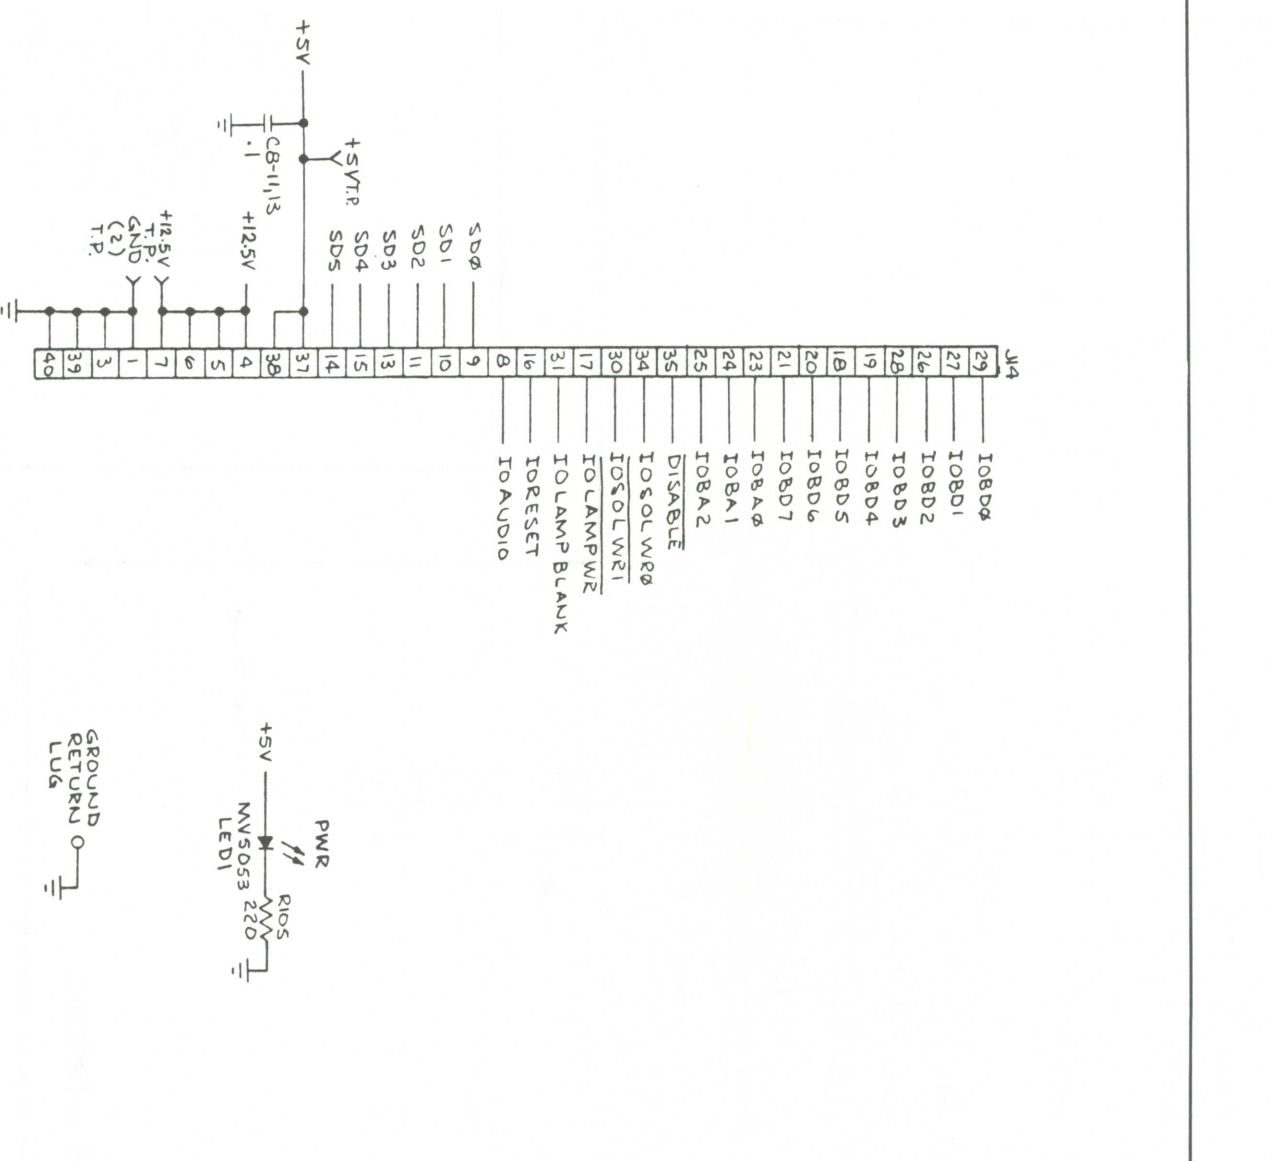 J14
29 IOBDØ
27 IOBD1
26 IOBD2
28 IOBD3
19 IOBD4
18 IOBD5
20 IOBD6
21 IOBD7
23 IOBAØ
24 IOBA1
25 IOBA2
35 DISABLE
34 IOSOLWRØ
30 IOSOLWR1
17 IOLAMPWR
31 IOLAMPBLANK
16 IORESET
8 IOAUDIO
SDØ 9
SD1 10
SD2 11
SD3 13
SD4 15
SD5 14
+5VT.P.
+5V 37
38
C8-11,13
.1
+12.5V 4
5
6
+12.5V 7
T.P.
GND 1
(2)
T.P.
3
39
40
PWR
+5V
R105
MV5053 220
LED1
GROUND
RETURN
LUG